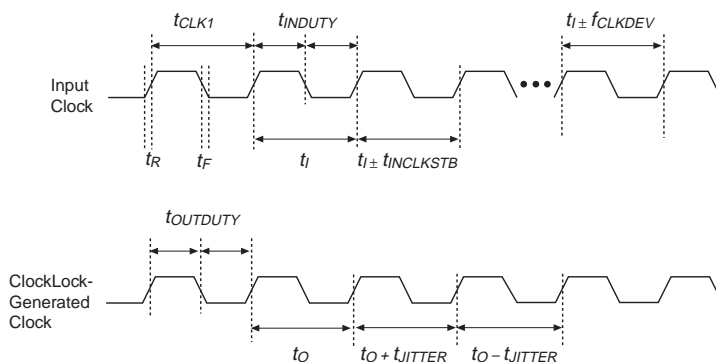 tCLK1 tINDUTY tI ± fCLKDEV
Input
Clock
tR tF tI tI ± tINCLKSTB
tOUTDUTY
ClockLock-
Generated
Clock
tO tO + tJITTER tO – tJITTER